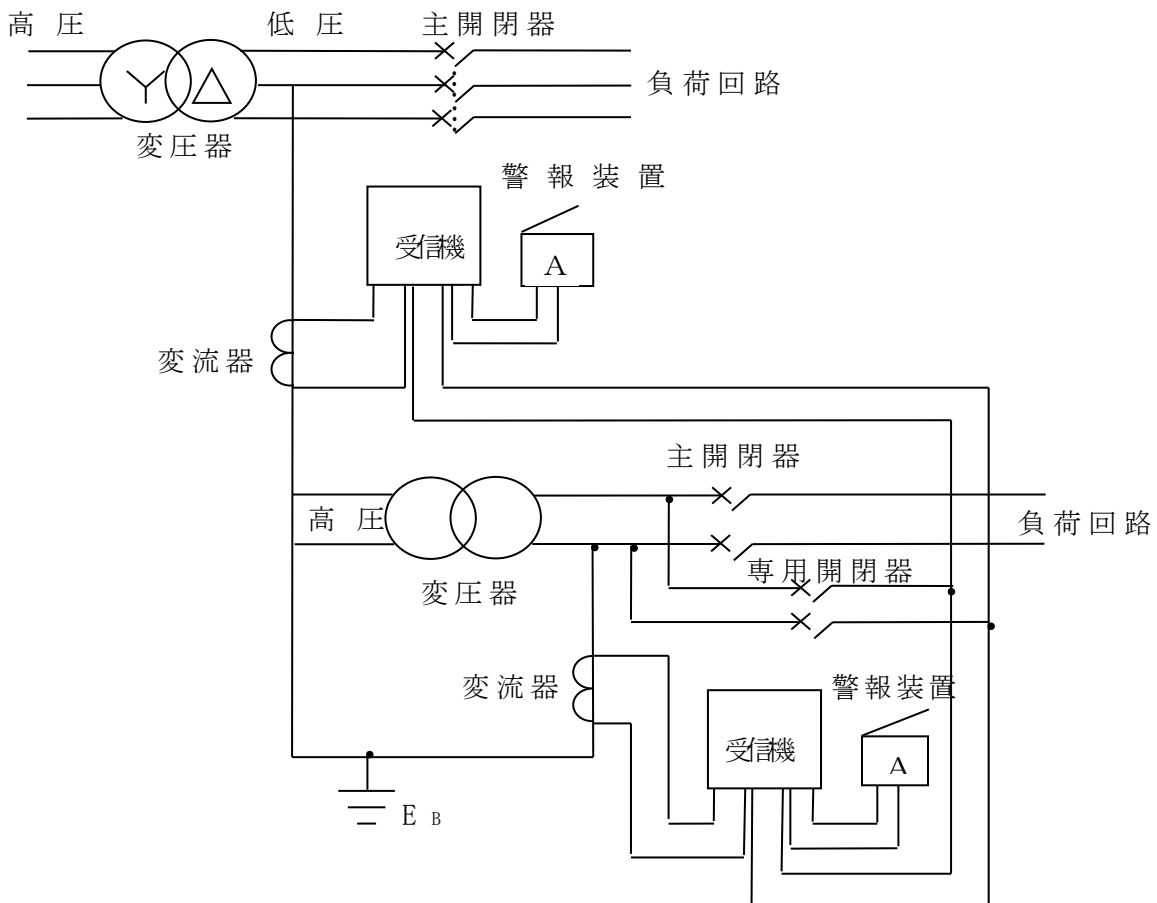 高圧
低圧
主開閉器
負荷回路
変圧器
警報装置
受信機
A
変流器
主開閉器
高圧
負荷回路
専用開閉器
変圧器
変流器
警報装置
受信機
A
EB